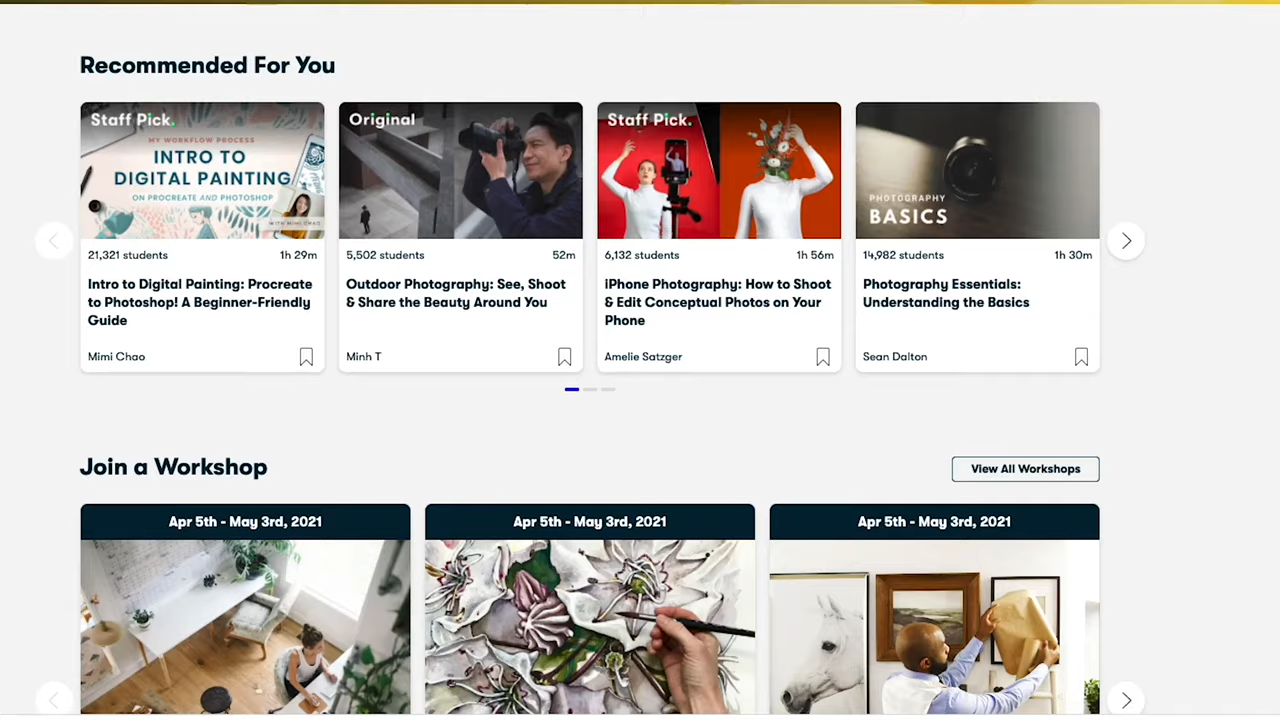 Recommended For You
Staff Pick.
MY WORKFLOW PROCESS
INTRO TO
DIGITAL PAINTING
ON PROCREATE AND PHOTOSHOP
WITH MIMI CHAO
21,321 students 1h 29m
Intro to Digital Painting: Procreate
to Photoshop! A Beginner-Friendly
Guide
Mimi Chao
Original
5,502 students 52m
Outdoor Photography: See, Shoot
& Share the Beauty Around You
Minh T
Staff Pick.
6,132 students 1h 56m
iPhone Photography: How to Shoot
& Edit Conceptual Photos on Your
Phone
Amelie Satzger
PHOTOGRAPHY
BASICS
14,982 students 1h 30m
Photography Essentials:
Understanding the Basics
Sean Dalton
Join a Workshop
View All Workshops
Apr 5th - May 3rd, 2021
Apr 5th - May 3rd, 2021
Apr 5th - May 3rd, 2021